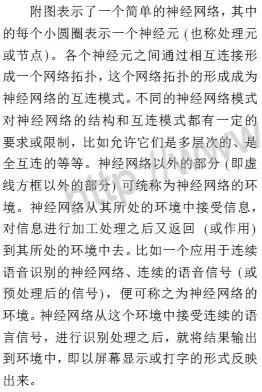 附图表示了一个简单的神经网络，其中
的每个小圆圈表示一个神经元 (也称处理元
或节点)。各个神经元之间通过相互连接形
成一个网络拓扑，这个网络拓扑的形成成为
神经网络的互连模式。不同的神经网络模式
对神经网络的结构和互连模式都有一定的
要求或限制，比如允许它们是多层次的、是
全互连的等等。神经网络以外的部分 (即虚
线方框以外的部分) 可统称为神经网络的环
境。神经网络从其所处的环境中接受信息，
对信息进行加工处理之后又返回 (或作用)
到其所处的环境中去。比如一个应用于连续
语音识别的神经网络、连续的语音信号 (或
预处理后的信号)，便可称之为神经网络的
环境。神经网络从这个环境中接受连续的语
言信号，进行识别处理之后，就将结果输出
到环境中，即以屏幕显示或打字的形式反映
出来。
http://www